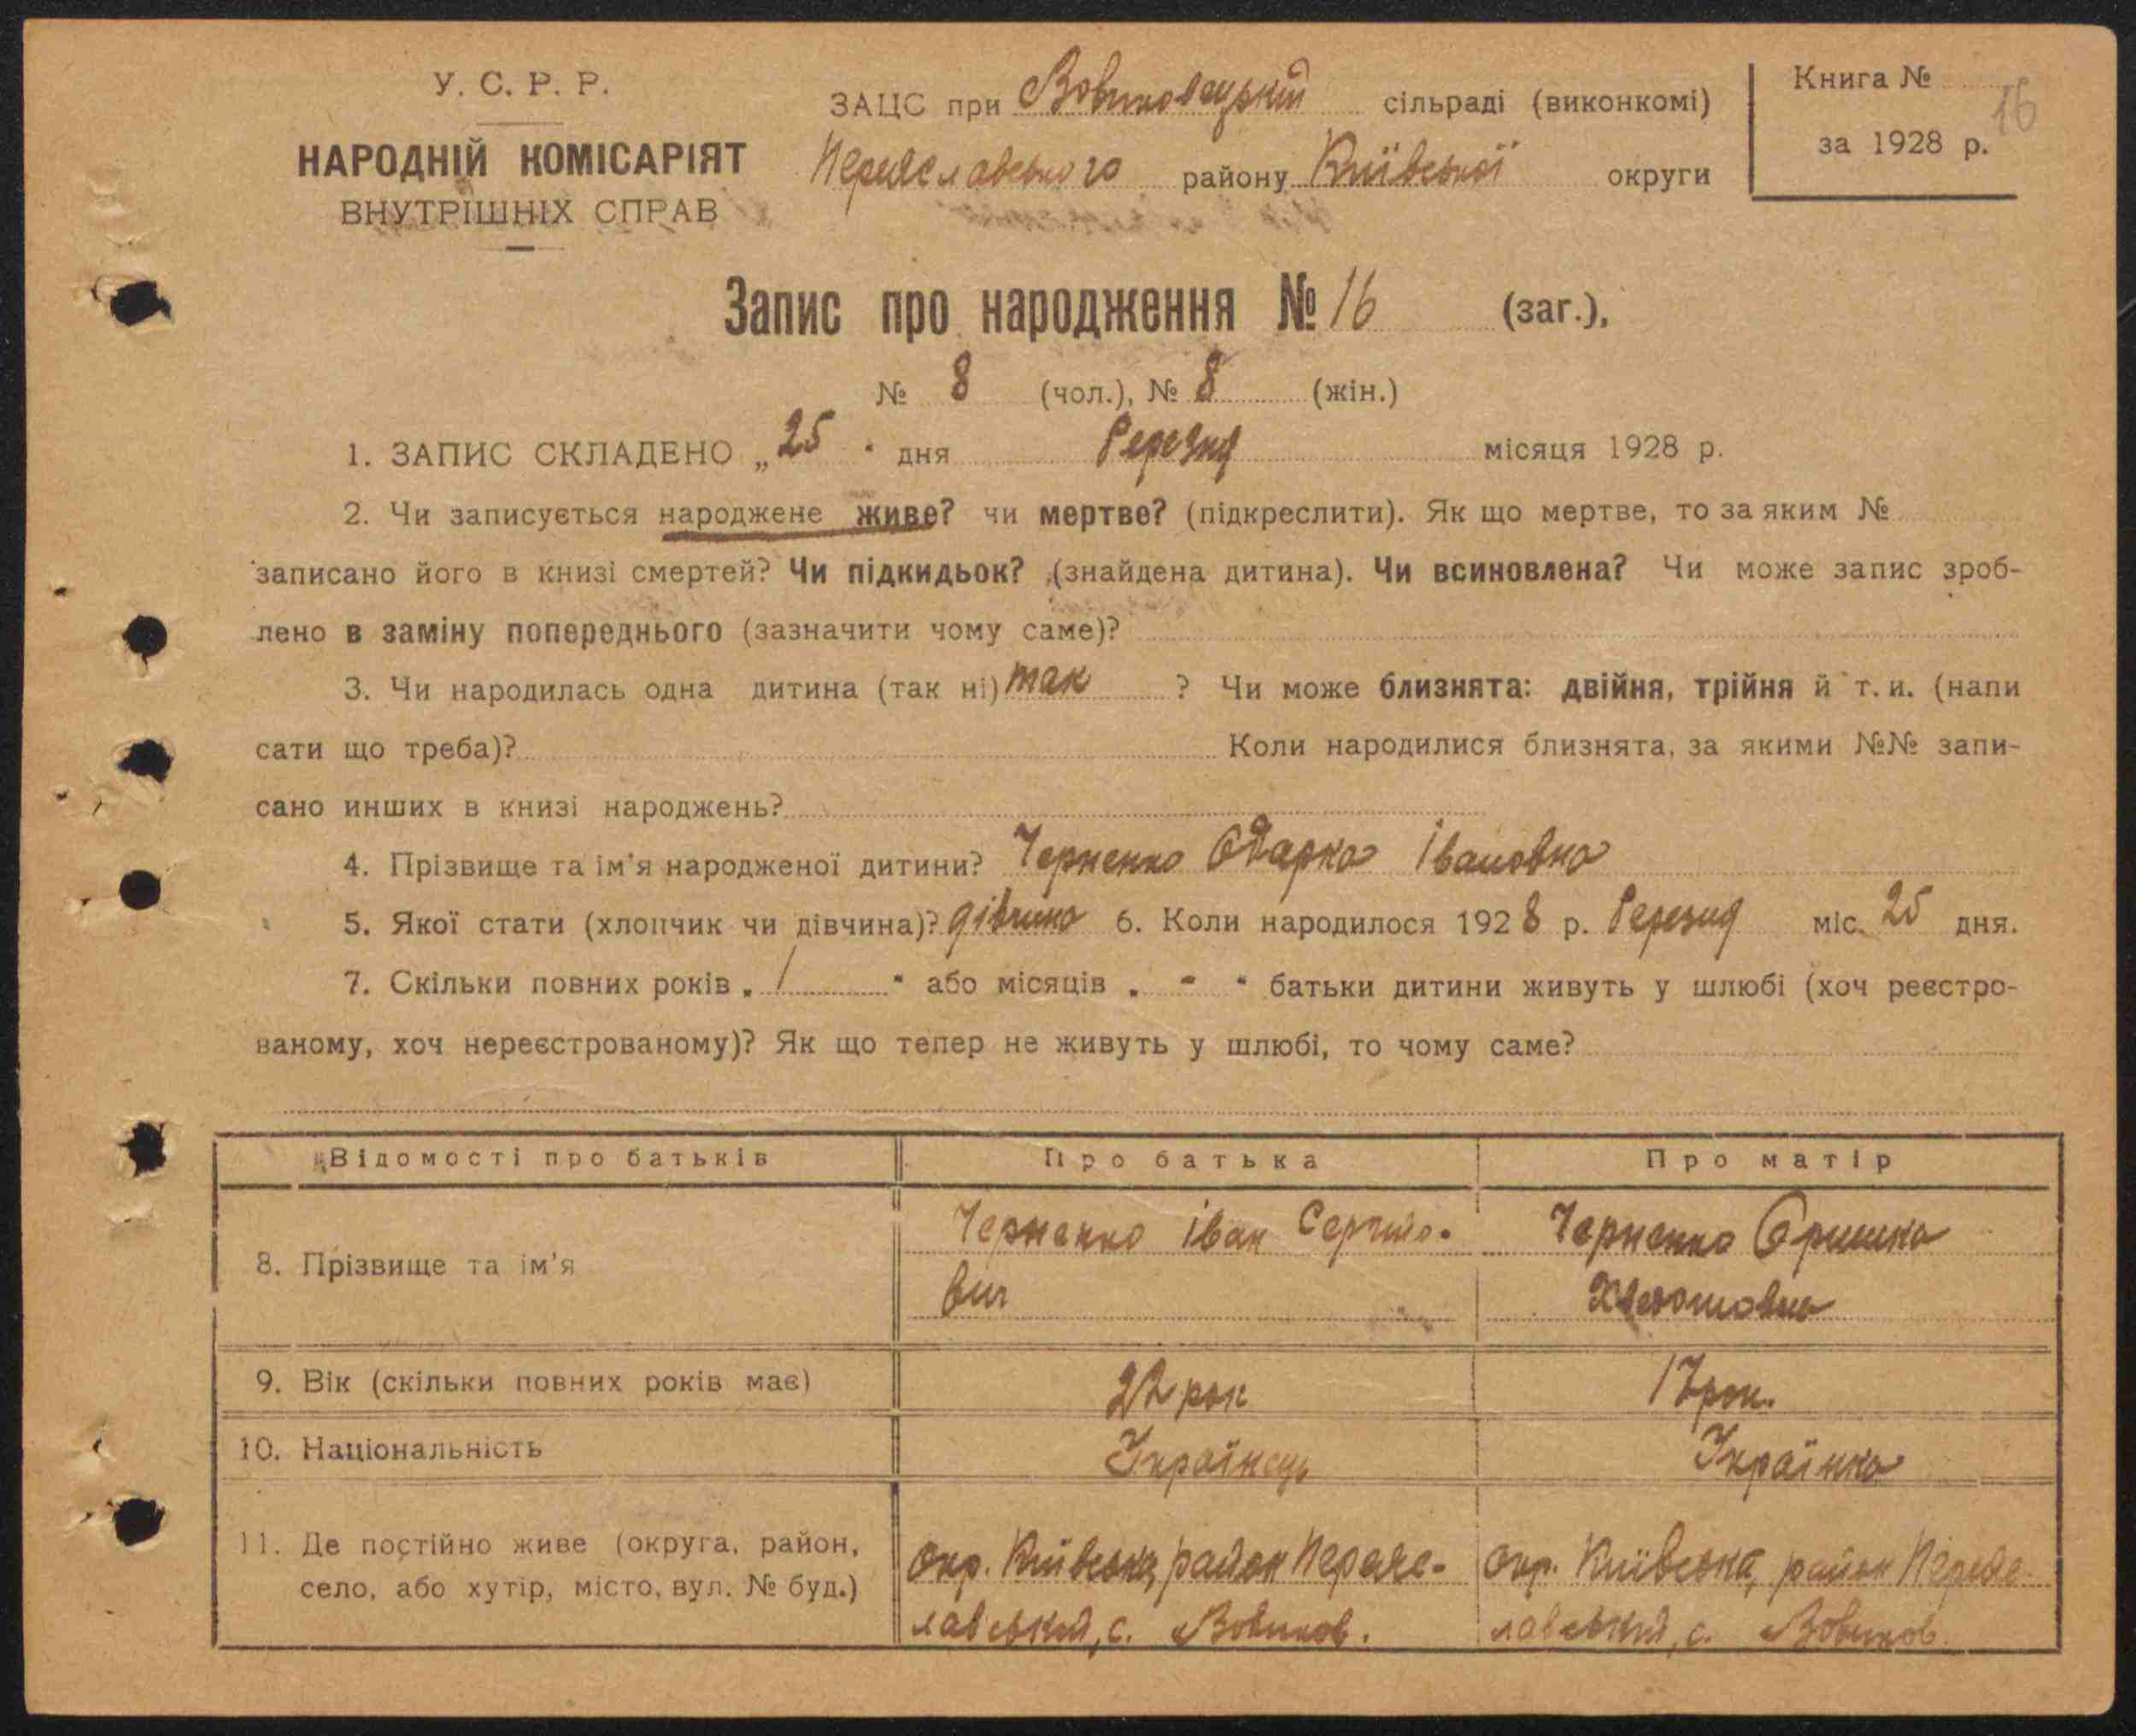 У. С. Р. Р.
НАРОДНІЙ КОМІСАРІЯТ
ВНУТРІШНІХ СПРАВ
ЗАЦС при сільраді (виконкомі)
Переяславського району Київської округи
Книга № 16
за 1928 р.
Запис про народження № 16 (заг.),
№ 8 (чол.), № 8 (жін.)
1. ЗАПИС СКЛАДЕНО „25" дня Березня місяця 1928 р.
2. Чи записується народжене живе? чи мертве? (підкреслити). Як що мертве, то за яким №
записано його в книзі смертей? Чи підкидьок? (знайдена дитина). Чи всиновлена? Чи може запис зроб-
лено в заміну попереднього (зазначити чому саме)?
3. Чи народилась одна дитина (так ні) так ? Чи може близнята: двійня, трійня й т. и. (напи
сати що треба)? Коли народилися близнята, за якими №№ запи-
сано инших в книзі народжень?
4. Прізвище та ім'я народженої дитини? Черненко Одарка Івановна
5. Якої стати (хлопчик чи дівчина)? дівчина 6. Коли народилося 1928 р. Березня міс. 25 дня.
7. Скільки повних років „ 1 " або місяців „ - " батьки дитини живуть у шлюбі (хоч реєстро-
ваному, хоч нереєстрованому)? Як що тепер не живуть у шлюбі, то чому саме?
Відомості про батьків Про батька Про матір
8. Прізвище та ім'я
Черненко Іван Сергійо-
вич
Черненко Оришка
9. Вік (скільки повних років має) 22 рок 17 рок.
10. Національність Українець Українка
11. Де постійно живе (округа, район,
село, або хутір, місто, вул. № буд.)
окр. Київська, район Переяс-
лавський, с. Вовчков.
окр. Київська, район Переяс-
лавський, с. Вовчков.